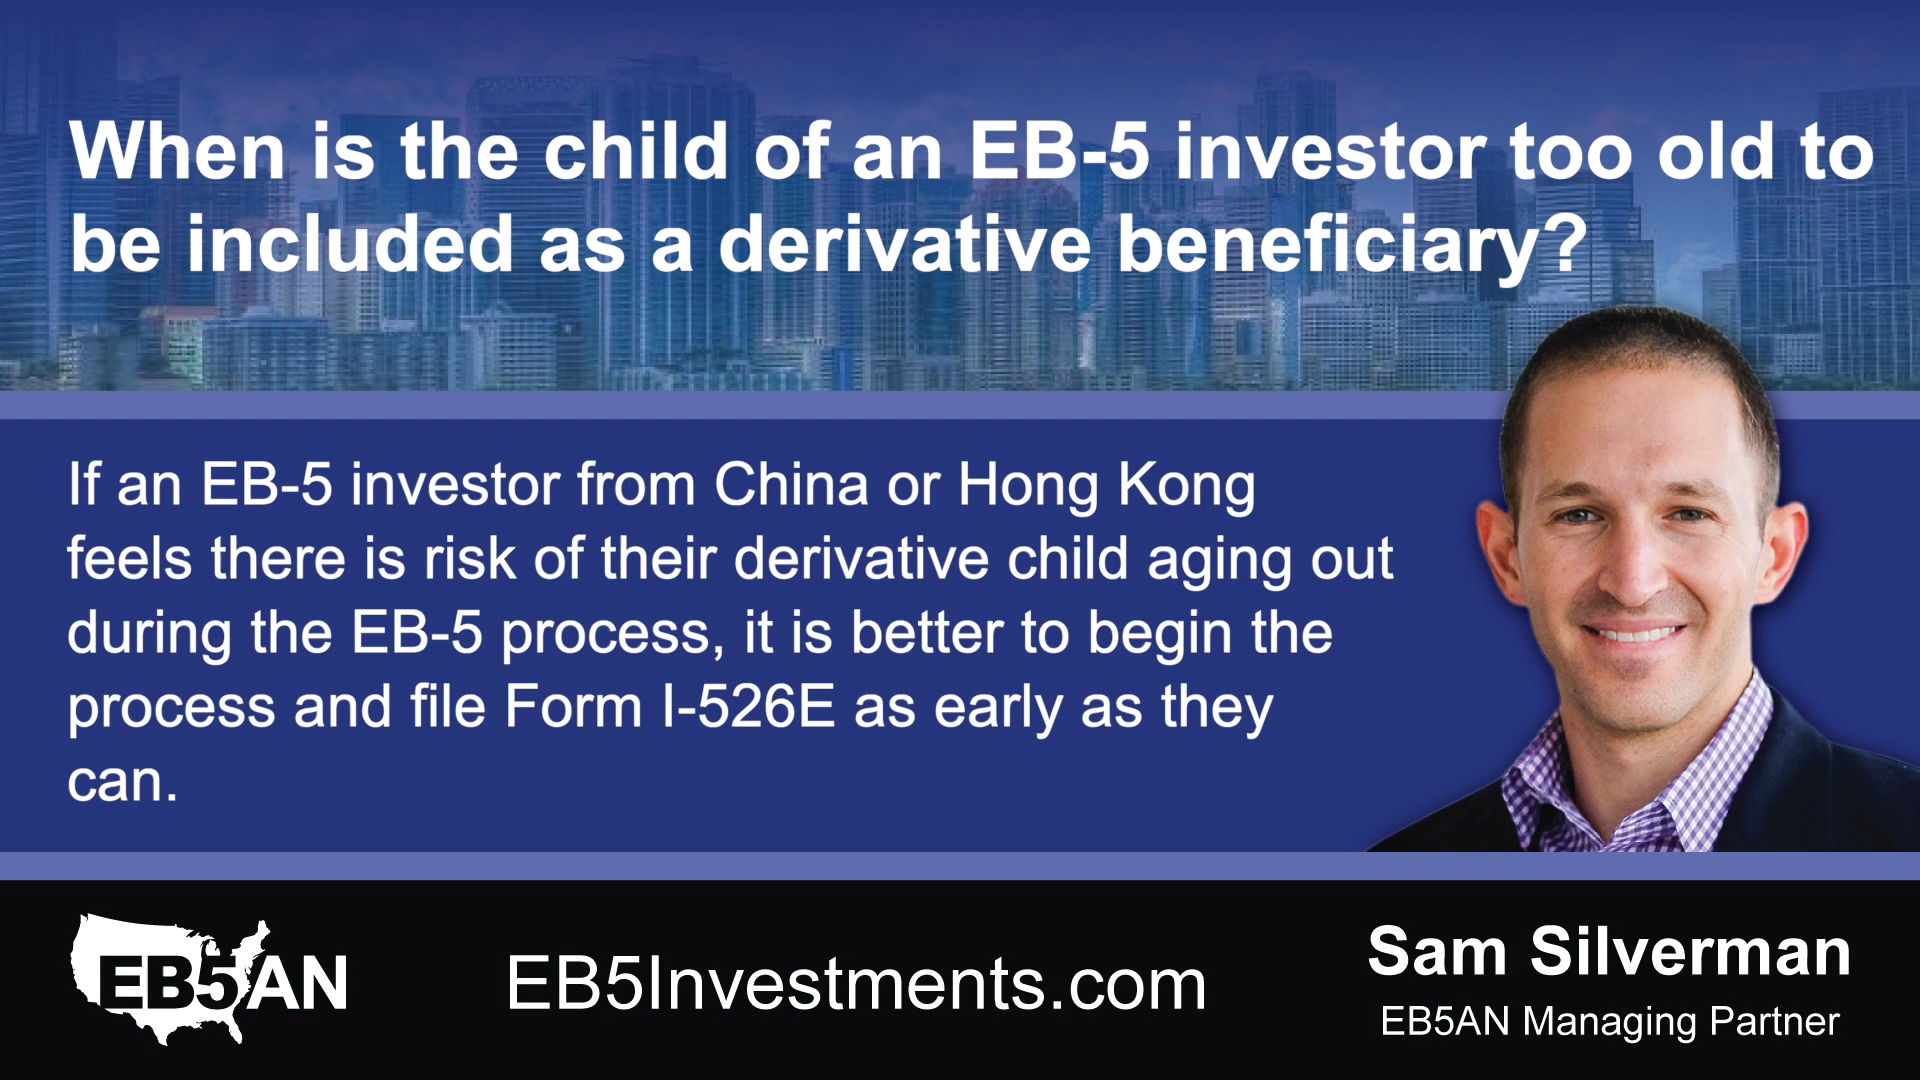 When is the child of an EB-5 investor too old to
be included as a derivative beneficiary?
If an EB-5 investor from China or Hong Kong
feels there is risk of their derivative child aging out
during the EB-5 process, it is better to begin the
process and file Form I-526E as early as they
can.
EB5AN
EB5Investments.com
Sam Silverman
EB5AN Managing Partner